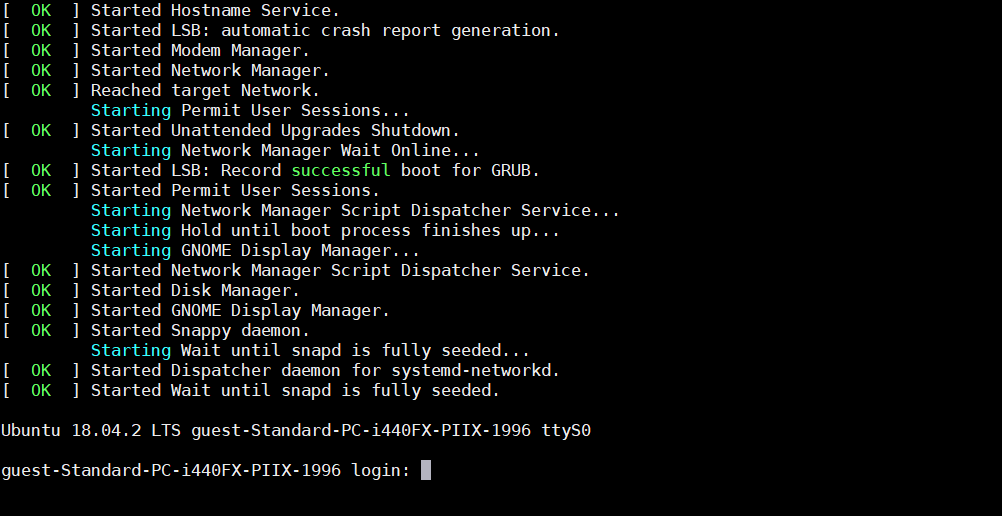 [  OK  ] Started Hostname Service.
[  OK  ] Started LSB: automatic crash report generation.
[  OK  ] Started Modem Manager.
[  OK  ] Started Network Manager.
[  OK  ] Reached target Network.
         Starting Permit User Sessions...
[  OK  ] Started Unattended Upgrades Shutdown.
         Starting Network Manager Wait Online...
[  OK  ] Started LSB: Record successful boot for GRUB.
[  OK  ] Started Permit User Sessions.
         Starting Network Manager Script Dispatcher Service...
         Starting Hold until boot process finishes up...
         Starting GNOME Display Manager...
[  OK  ] Started Network Manager Script Dispatcher Service.
[  OK  ] Started Disk Manager.
[  OK  ] Started GNOME Display Manager.
[  OK  ] Started Snappy daemon.
         Starting Wait until snapd is fully seeded...
[  OK  ] Started Dispatcher daemon for systemd-networkd.
[  OK  ] Started Wait until snapd is fully seeded.

Ubuntu 18.04.2 LTS guest-Standard-PC-i440FX-PIIX-1996 ttyS0

guest-Standard-PC-i440FX-PIIX-1996 login: